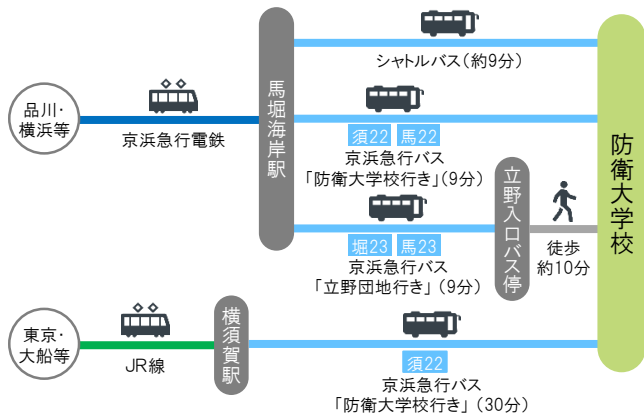 シャトルバス(約9分)
品川・
横浜等
京浜急行電鉄
馬堀海岸駅
須22 馬22
京浜急行バス
「防衛大学校行き」(9分)
堀23 馬23
京浜急行バス
「立野団地行き」(9分)
立野入口バス停
徒歩
約10分
防衛大学校
東京・
大船等
JR線
横須賀駅
須22
京浜急行バス
「防衛大学校行き」(30分)